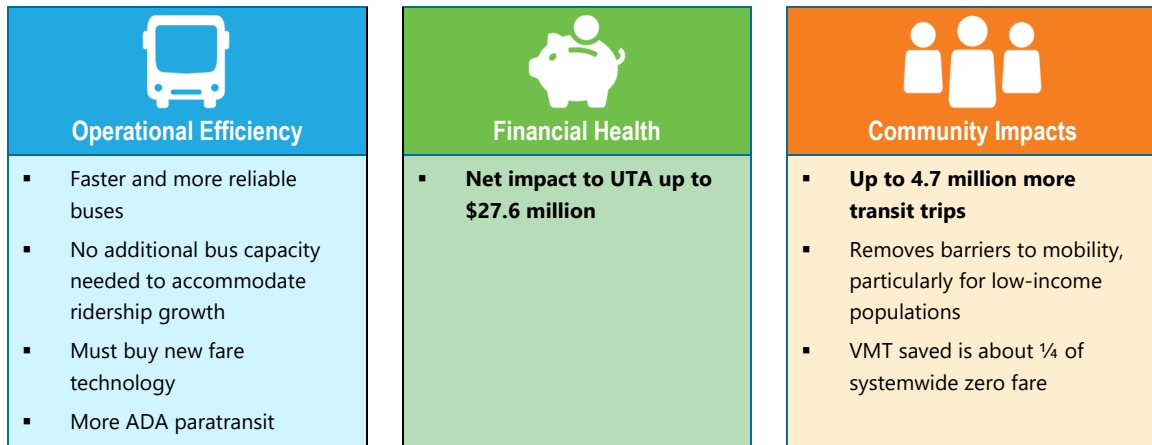 Operational Efficiency
▪ Faster and more reliable
buses
▪ No additional bus capacity
needed to accommodate
ridership growth
▪ Must buy new fare
technology
▪ More ADA paratransit
Financial Health
▪ Net impact to UTA up to
$27.6 million
Community Impacts
▪ Up to 4.7 million more
transit trips
▪ Removes barriers to mobility,
particularly for low-income
populations
▪ VMT saved is about ¼ of
systemwide zero fare